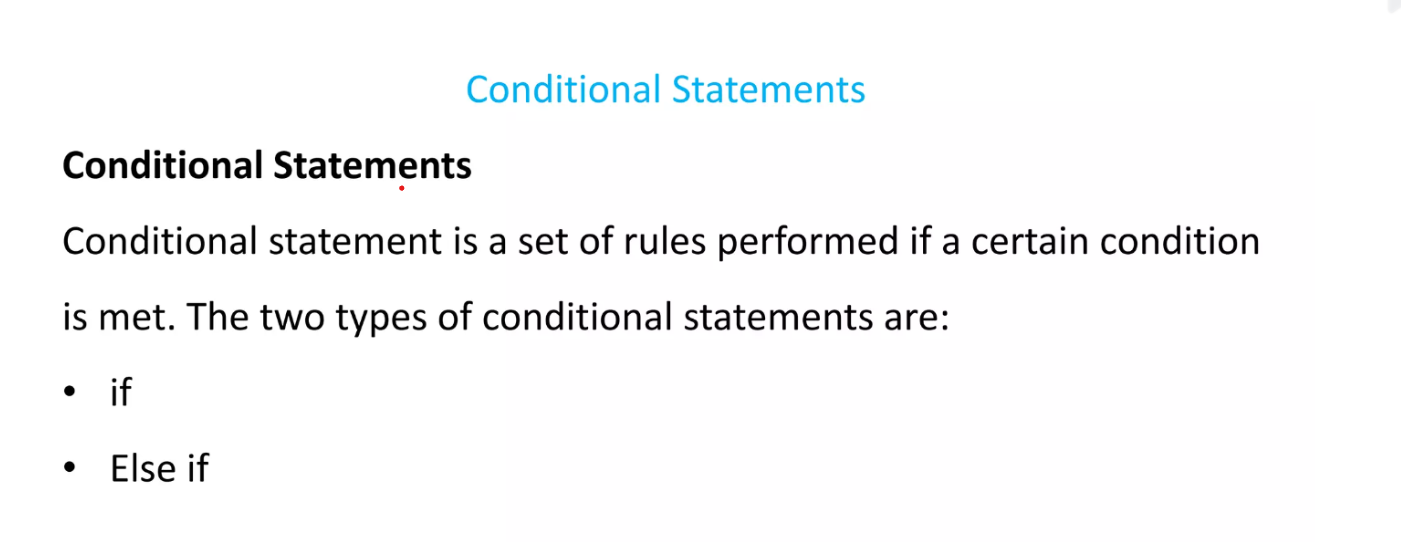 Conditional Statements
Conditional Statements
Conditional statement is a set of rules performed if a certain condition
is met. The two types of conditional statements are:
• if
• Else if